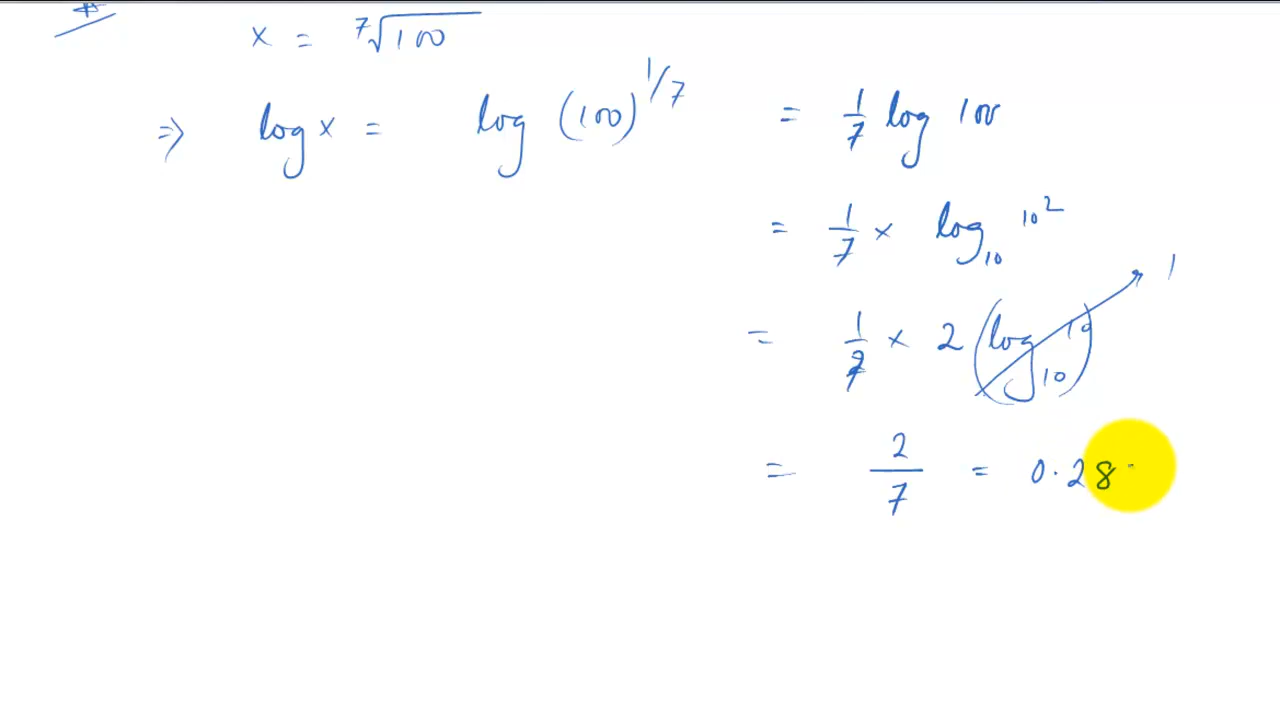 #
x = ⁷√100
⇒ log x = log (100)^1/7 = 1/7 log 100
= 1/7 × log₁₀ 10²
= 1/7 × 2 (log₁₀ 10) 1
= 2/7 = 0.28